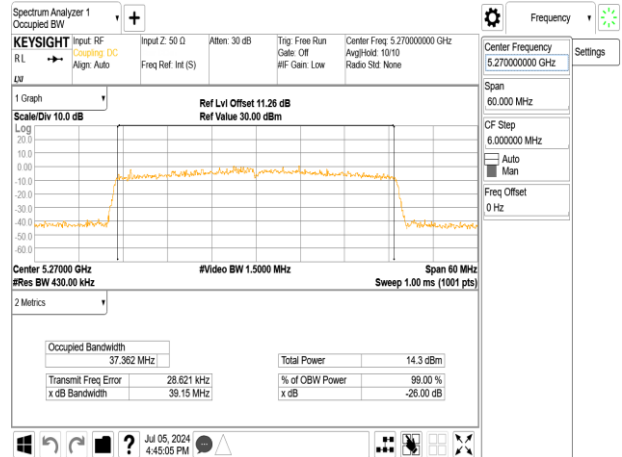 Spectrum Analyzer 1
Occupied BW
Frequency
KEYSIGHT
Input: RF
Coupling: DC
Align: Auto
Input Z: 50 Ω
Freq Ref: Int (S)
Atten: 30 dB
Trig: Free Run
Gate: Off
#IF Gain: Low
Center Freq: 5.270000000 GHz
Avg|Hold: 10/10
Radio Std: None
R L
LXI
Center Frequency
5.270000000 GHz
Settings
Span
60.000 MHz
CF Step
6.000000 MHz
Auto
Man
Freq Offset
0 Hz
1 Graph
Scale/Div 10.0 dB
Ref Lvl Offset 11.26 dB
Ref Value 30.00 dBm
Log
20.0
10.0
0.00
-10.0
-20.0
-30.0
-40.0
-50.0
-60.0
Center 5.27000 GHz
#Res BW 430.00 kHz
#Video BW 1.5000 MHz
Span 60 MHz
Sweep 1.00 ms (1001 pts)
2 Metrics
Occupied Bandwidth
37.362 MHz
Total Power 14.3 dBm
Transmit Freq Error 28.621 kHz
% of OBW Power 99.00 %
x dB Bandwidth 39.15 MHz
x dB -26.00 dB
?
Jul 05, 2024
4:45:05 PM